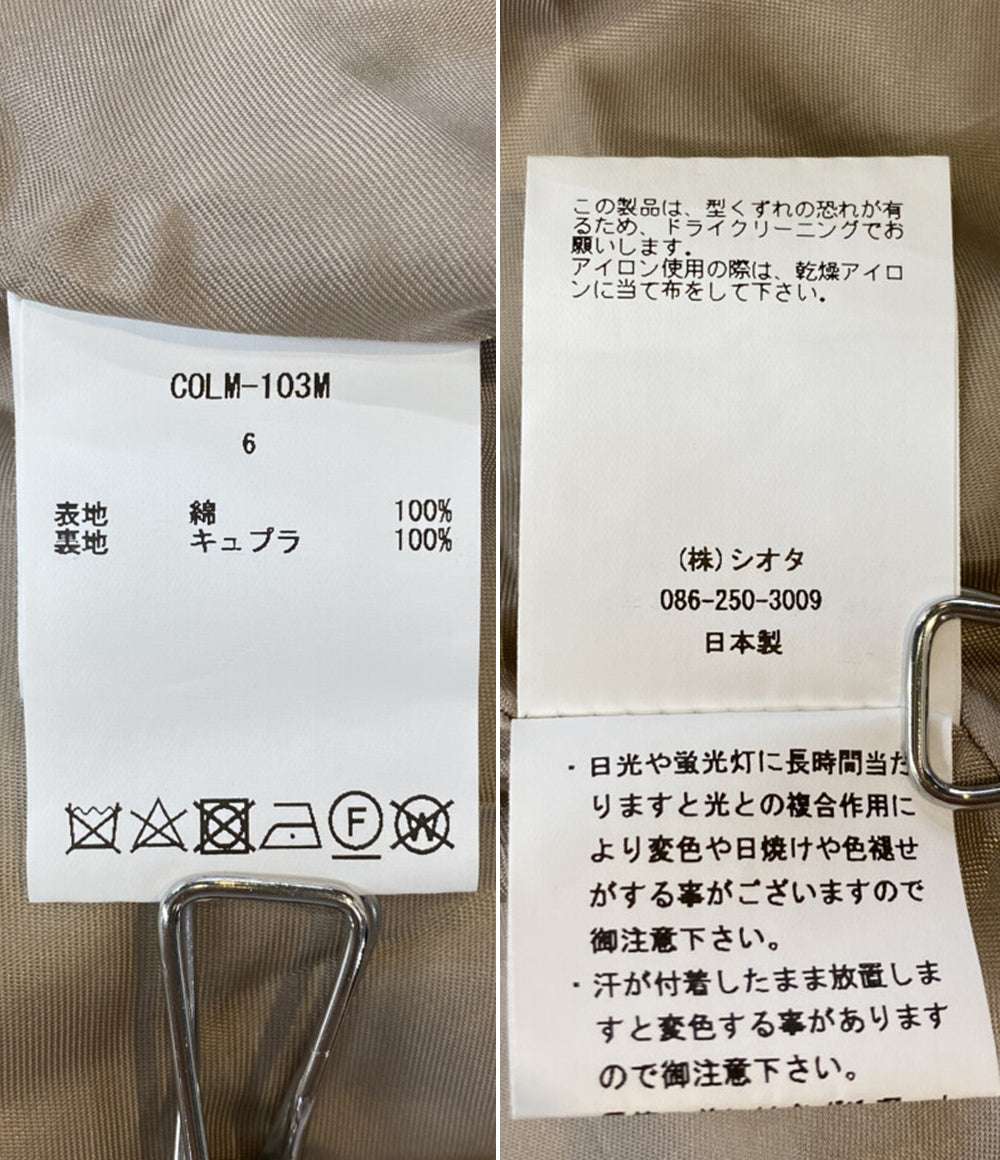 COLM-103M
6
表地 綿 100%
裏地 キュプラ 100%
F
W
この製品は、型くずれの恐れが有
るため、ドライクリーニングでお
願いします。
アイロン使用の際は、乾燥アイロ
ンに当て布をして下さい。
(株)シオタ
086-250-3009
日本製
・日光や蛍光灯に長時間当た
りますと光との複合作用に
より変色や日焼けや色褪せ
がする事がございますので
御注意下さい。
・汗が付着したまま放置しま
すと変色する事があります
ので御注意下さい。